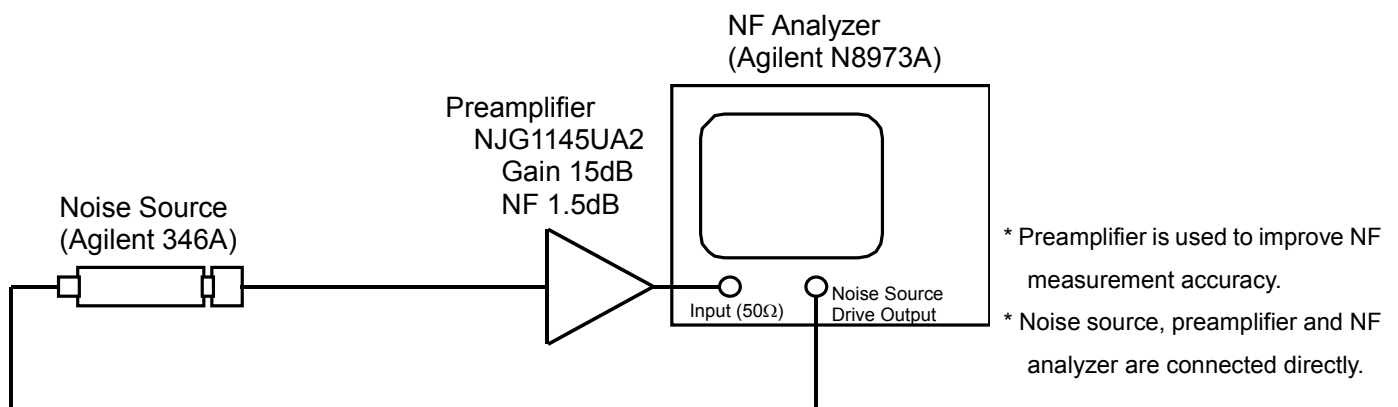 NF Analyzer
(Agilent N8973A)
Preamplifier
NJG1145UA2
Gain 15dB
NF 1.5dB
Noise Source
(Agilent 346A)
Input (50Ω)
Noise Source
Drive Output
* Preamplifier is used to improve NF
measurement accuracy.
* Noise source, preamplifier and NF
analyzer are connected directly.